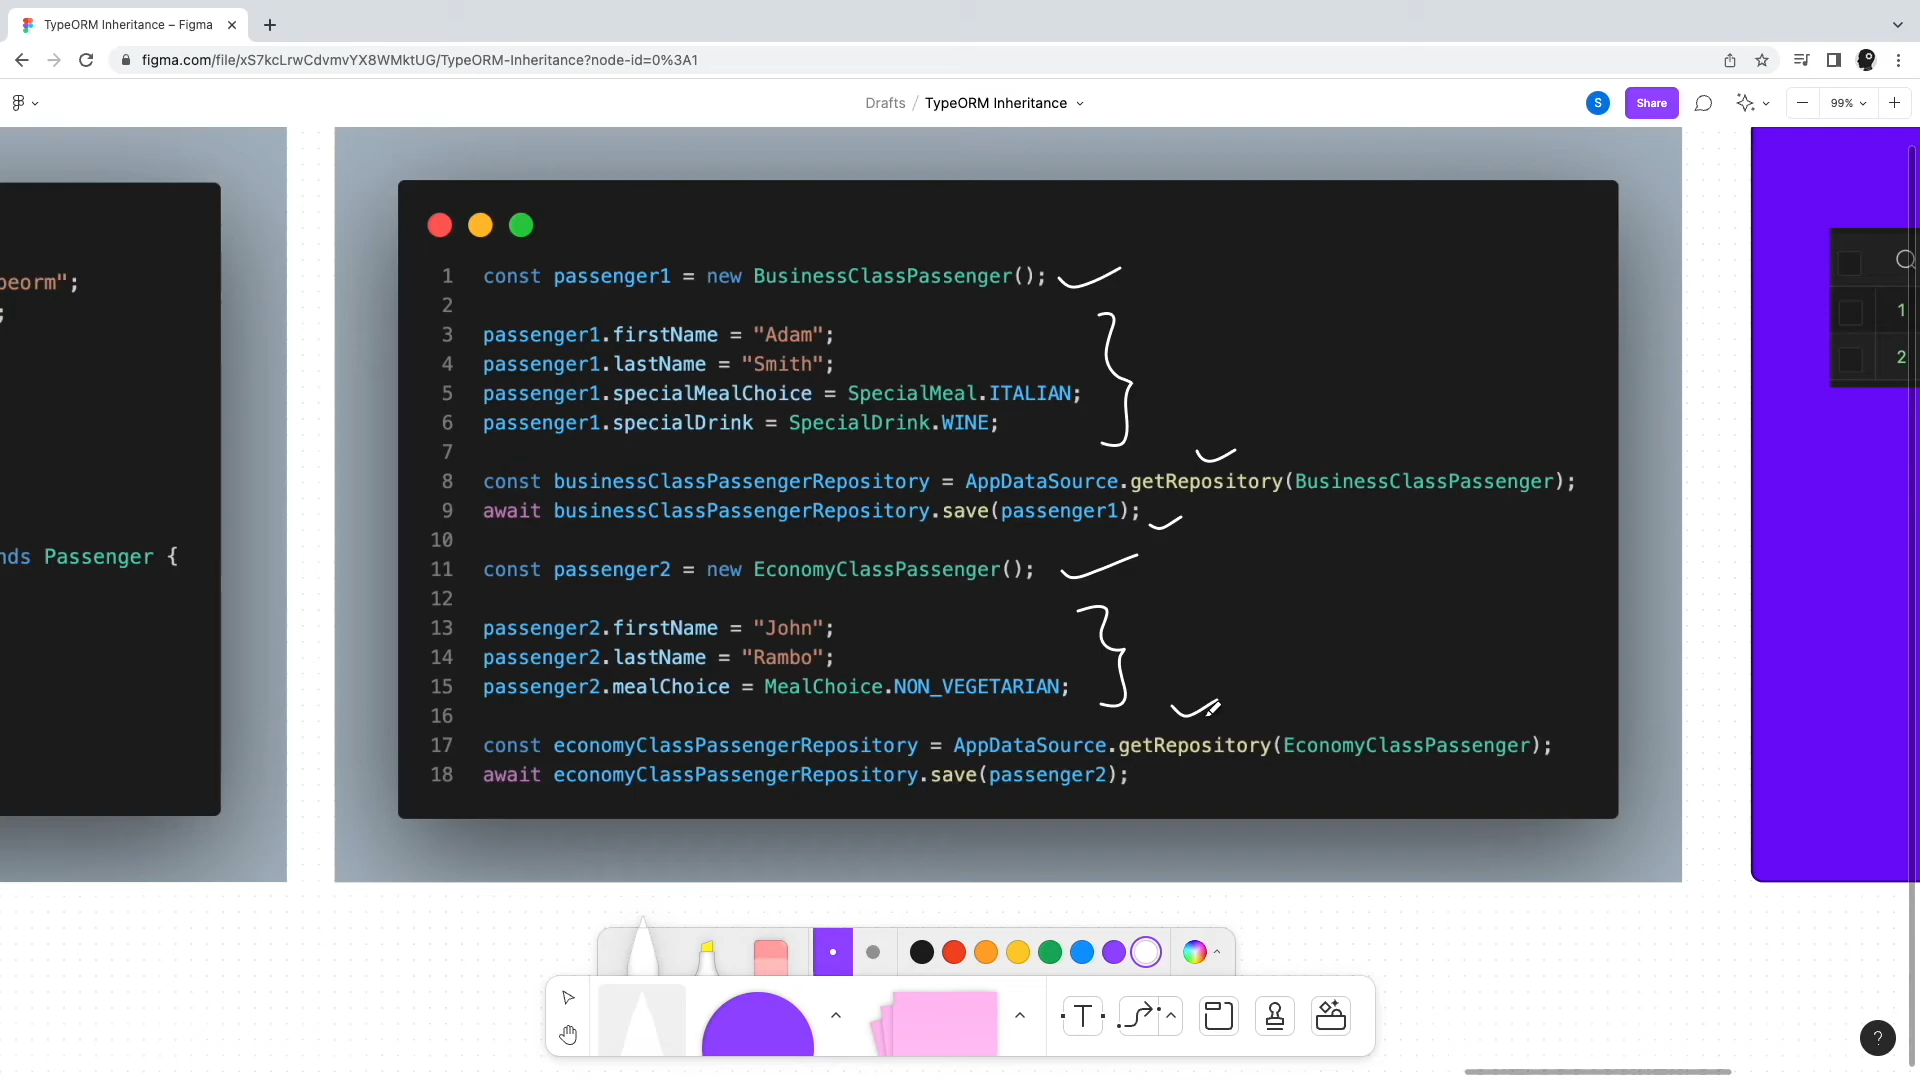 TypeORM Inheritance – Figma
figma.com/file/xS7kcLrwCdvmvYX8WMktUG/TypeORM-Inheritance?node-id=0%3A1
Drafts / TypeORM Inheritance
S
Share
99%
peorm";
;
nds Passenger {
1 const passenger1 = new BusinessClassPassenger();
2
3 passenger1.firstName = "Adam";
4 passenger1.lastName = "Smith";
5 passenger1.specialMealChoice = SpecialMeal.ITALIAN;
6 passenger1.specialDrink = SpecialDrink.WINE;
7
8 const businessClassPassengerRepository = AppDataSource.getRepository(BusinessClassPassenger);
9 await businessClassPassengerRepository.save(passenger1);
10
11 const passenger2 = new EconomyClassPassenger();
12
13 passenger2.firstName = "John";
14 passenger2.lastName = "Rambo";
15 passenger2.mealChoice = MealChoice.NON_VEGETARIAN;
16
17 const economyClassPassengerRepository = AppDataSource.getRepository(EconomyClassPassenger);
18 await economyClassPassengerRepository.save(passenger2);
1
2
T
?